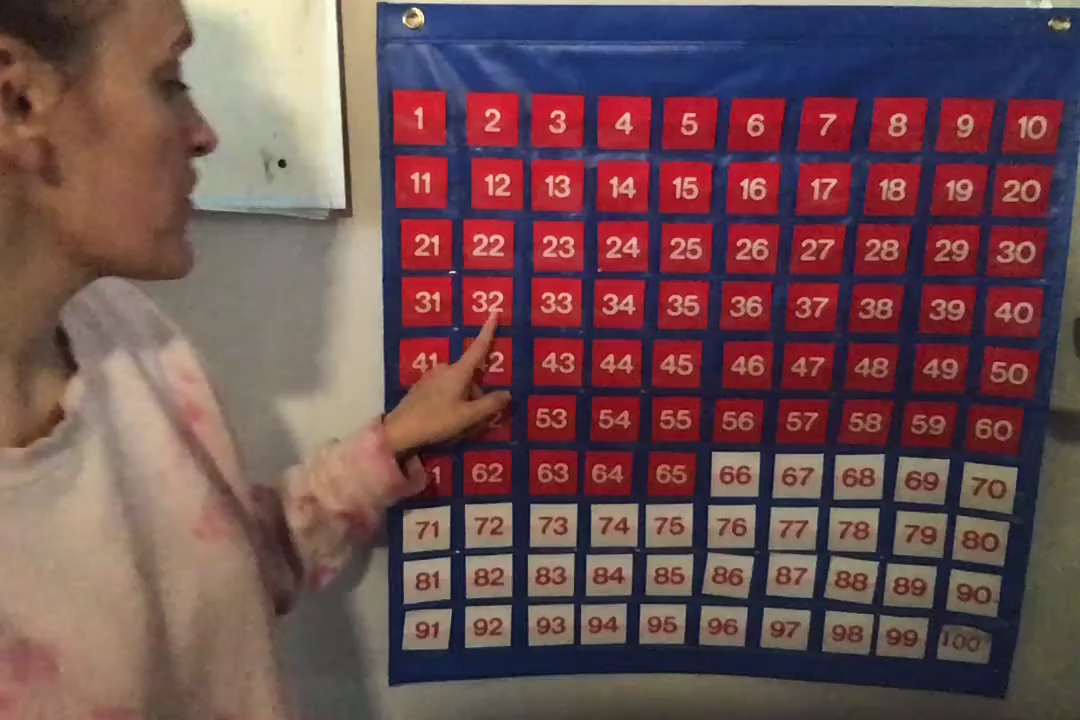 1 2 3 4 5 6 7 8 9 10
11 12 13 14 15 16 17 18 19 20
21 22 23 24 25 26 27 28 29 30
31 32 33 34 35 36 37 38 39 40
41 43 44 45 46 47 48 49 50
53 54 55 56 57 58 59 60
62 63 64 65 66 67 68 69 70
71 72 73 74 75 76 77 78 79 80
81 82 83 84 85 86 87 88 89 90
91 92 93 94 95 96 97 98 99 100